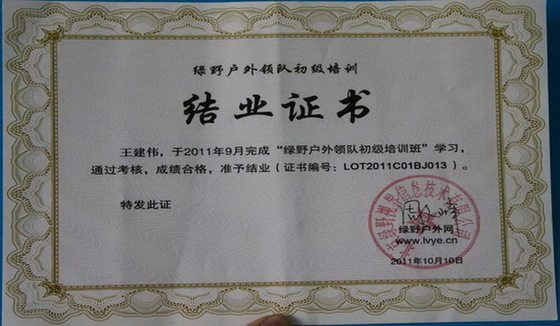 绿野户外领队初级培训
结业证书
王建伟，于2011年9月完成“绿野户外领队初级培训班”学习，
通过考核，成绩合格，准予结业（证书编号：LOT2011C01BJ013）。
特发此证
绿野户外网
www.lvye.cn
2011年10月10日